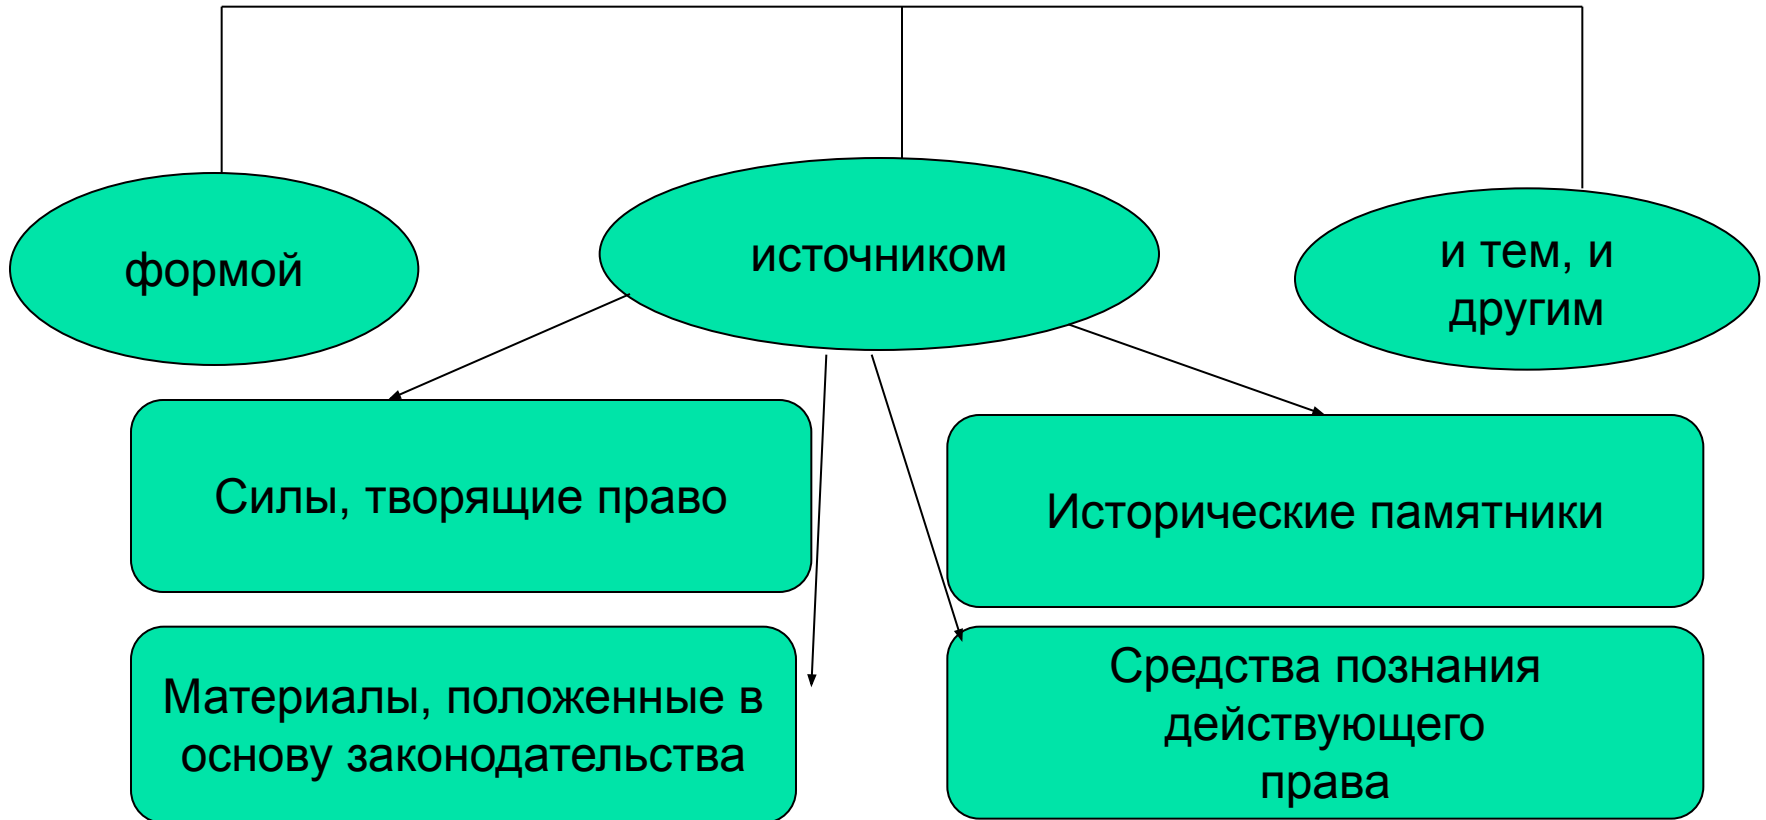 формой
источником
и тем, и
другим
Силы, творящие право
Исторические памятники
Материалы, положенные в
основу законодательства
Средства познания
действующего
права